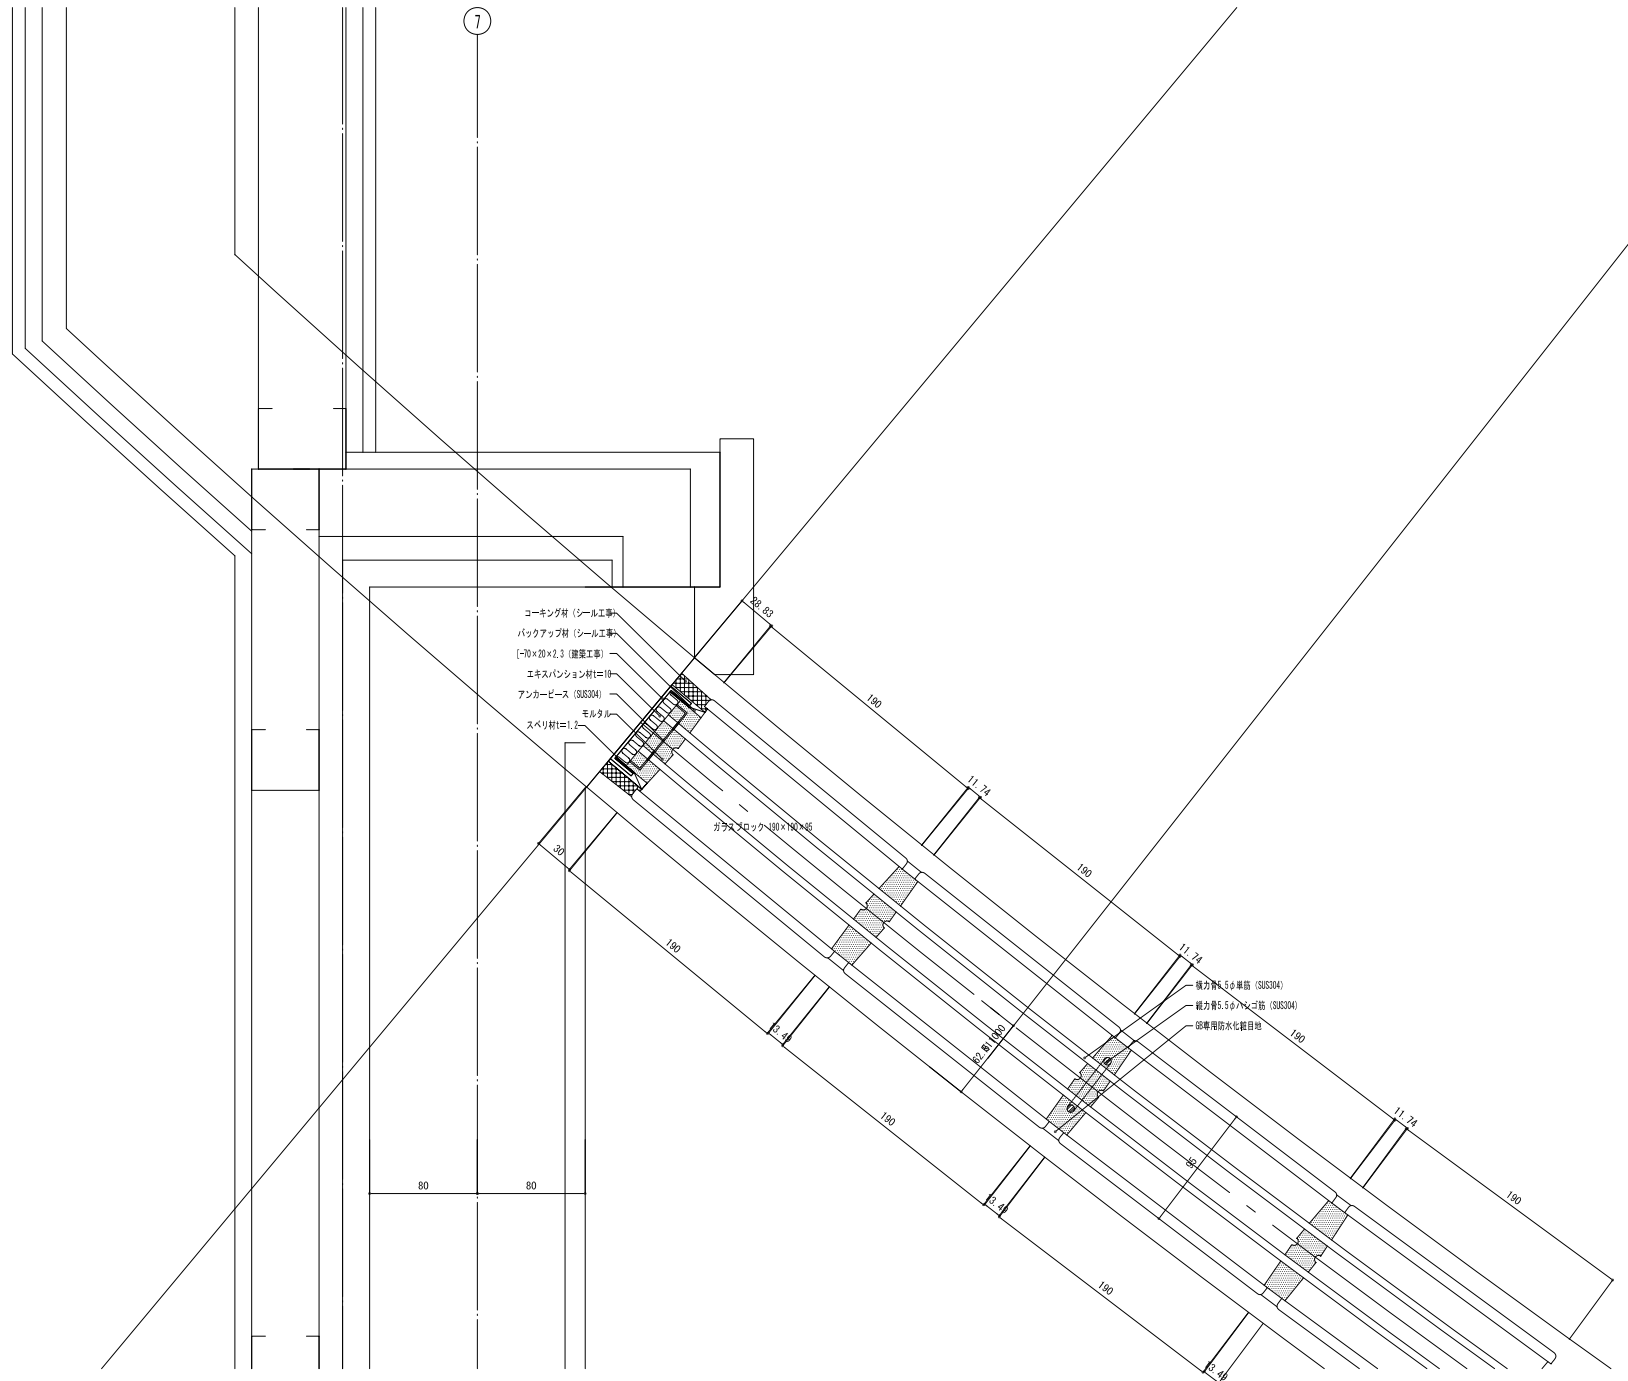 7
コーキング材 (シール工事)
バックアップ材 (シール工事)
[-70×20×2.3 (建築工事)
エキスパンション材t=10
アンカーピース (SUS304)
モルタル
スベリ材t=1.2
ガラスブロック 190×190×95
28.83
190
11.74
190
11.74
190
11.74
190
横力骨5.5φ単筋 (SUS304)
縦力骨5.5φハシゴ筋 (SUS304)
GB専用防水化粧目地
30
190
13.49
190
13.49
190
13.49
95
80
80